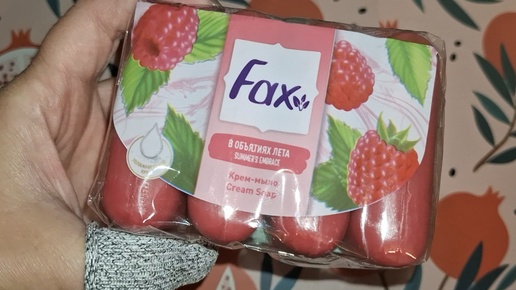 Fax
В ОБЪЯТИЯХ ЛЕТА
SUMMER'S EMBRACE
Крем-мыло
Cream Soap